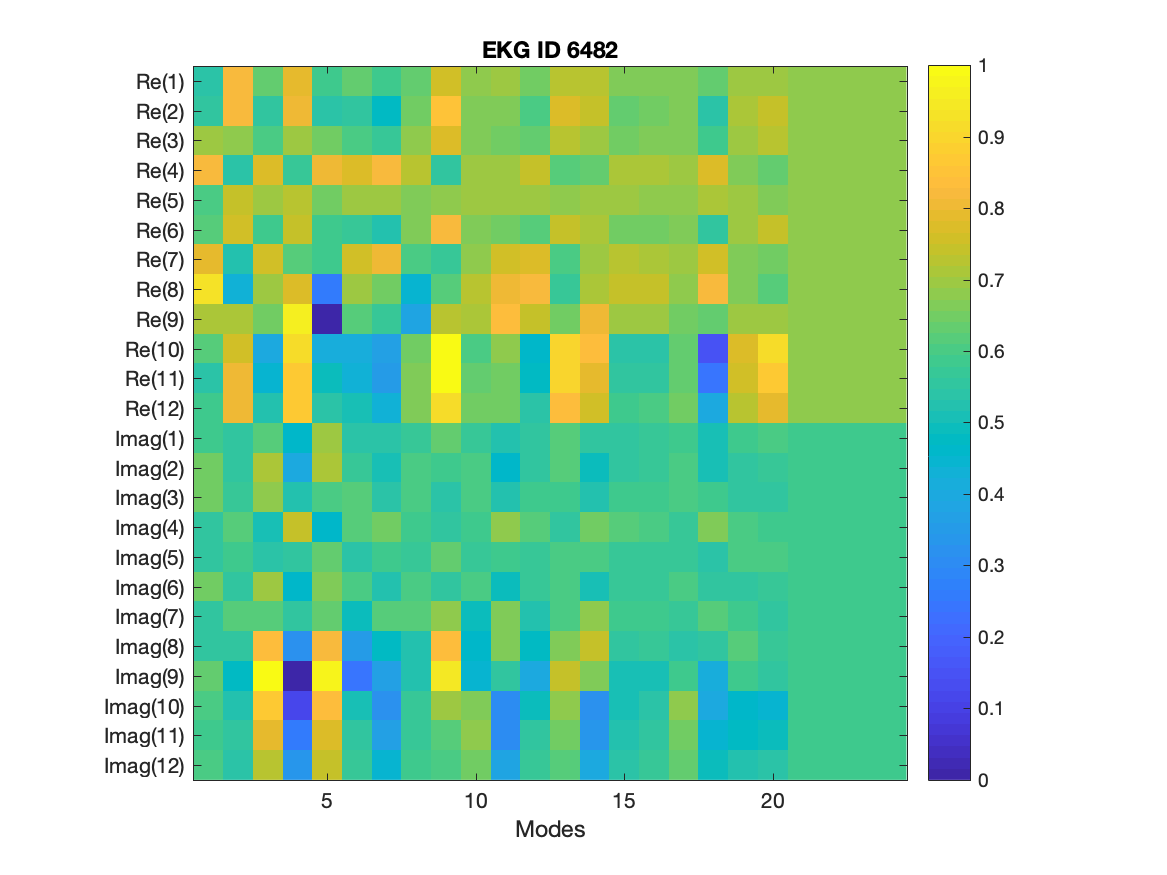 EKG ID 6482
Re(1)
Re(2)
Re(3)
Re(4)
Re(5)
Re(6)
Re(7)
Re(8)
Re(9)
Re(10)
Re(11)
Re(12)
Imag(1)
Imag(2)
Imag(3)
Imag(4)
Imag(5)
Imag(6)
Imag(7)
Imag(8)
Imag(9)
Imag(10)
Imag(11)
Imag(12)
5 10 15 20
Modes
1
0.9
0.8
0.7
0.6
0.5
0.4
0.3
0.2
0.1
0